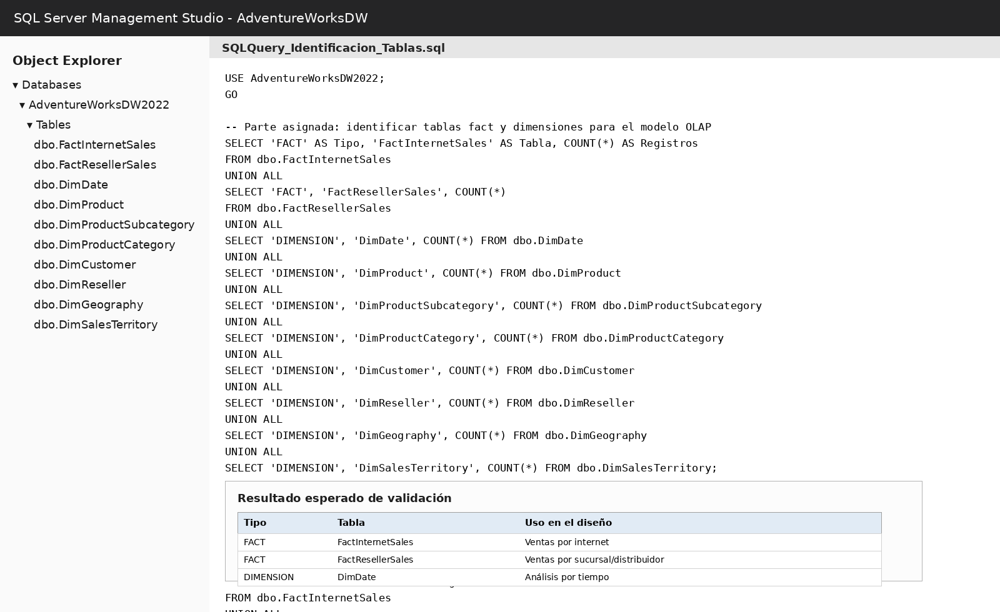 SQL Server Management Studio - AdventureWorksDW
Object Explorer
▾ Databases
▾ AdventureWorksDW2022
▾ Tables
dbo.FactInternetSales
dbo.FactResellerSales
dbo.DimDate
dbo.DimProduct
dbo.DimProductSubcategory
dbo.DimProductCategory
dbo.DimCustomer
dbo.DimReseller
dbo.DimGeography
dbo.DimSalesTerritory
SQLQuery_Identificacion_Tablas.sql
USE AdventureWorksDW2022;
GO
-- Parte asignada: identificar tablas fact y dimensiones para el modelo OLAP
SELECT 'FACT' AS Tipo, 'FactInternetSales' AS Tabla, COUNT(*) AS Registros
FROM dbo.FactInternetSales
UNION ALL
SELECT 'FACT', 'FactResellerSales', COUNT(*)
FROM dbo.FactResellerSales
UNION ALL
SELECT 'DIMENSION', 'DimDate', COUNT(*) FROM dbo.DimDate
UNION ALL
SELECT 'DIMENSION', 'DimProduct', COUNT(*) FROM dbo.DimProduct
UNION ALL
SELECT 'DIMENSION', 'DimProductSubcategory', COUNT(*) FROM dbo.DimProductSubcategory
UNION ALL
SELECT 'DIMENSION', 'DimProductCategory', COUNT(*) FROM dbo.DimProductCategory
UNION ALL
SELECT 'DIMENSION', 'DimCustomer', COUNT(*) FROM dbo.DimCustomer
UNION ALL
SELECT 'DIMENSION', 'DimReseller', COUNT(*) FROM dbo.DimReseller
UNION ALL
SELECT 'DIMENSION', 'DimGeography', COUNT(*) FROM dbo.DimGeography
UNION ALL
SELECT 'DIMENSION', 'DimSalesTerritory', COUNT(*) FROM dbo.DimSalesTerritory;
Resultado esperado de validación
Tipo Tabla Uso en el diseño
FACT FactInternetSales Ventas por internet
FACT FactResellerSales Ventas por sucursal/distribuidor
DIMENSION DimDate Análisis por tiempo
FROM dbo.FactInternetSales
UNION ALL